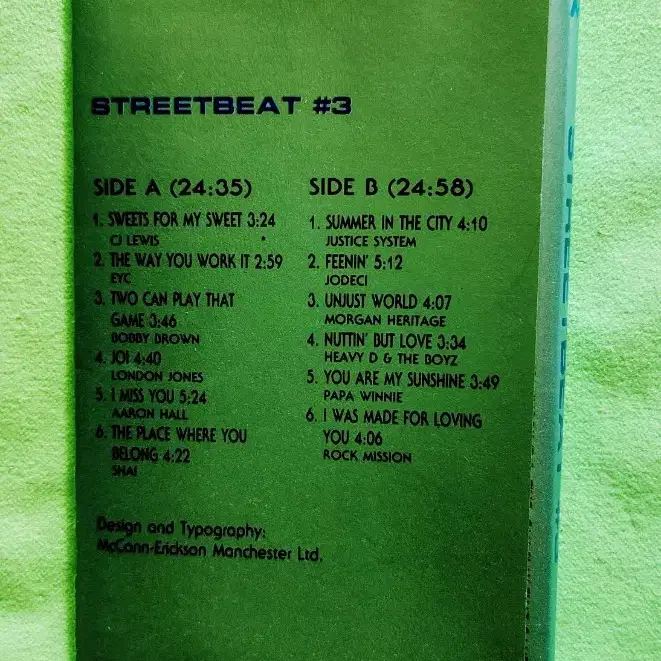 STREETBEAT #3
SIDE A (24:35)
1. SWEETS FOR MY SWEET 3:24
CJ LEWIS
2. THE WAY YOU WORK IT 2:59
EYC
3. TWO CAN PLAY THAT
GAME 3:46
BOBBY BROWN
4. JOI 4:40
LONDON JONES
5. I MISS YOU 5:24
AARON HALL
6. THE PLACE WHERE YOU
BELONG 4:22
SHAI
SIDE B (24:58)
1. SUMMER IN THE CITY 4:10
JUSTICE SYSTEM
2. FEENIN' 5:12
JODECI
3. UNJUST WORLD 4:07
MORGAN HERITAGE
4. NUTTIN' BUT LOVE 3:34
HEAVY D & THE BOYZ
5. YOU ARE MY SUNSHINE 3:49
PAPA WINNIE
6. I WAS MADE FOR LOVING
YOU 4:06
ROCK MISSION
Design and Typography:
McCann-Erickson Manchester Ltd.
STREETBEAT